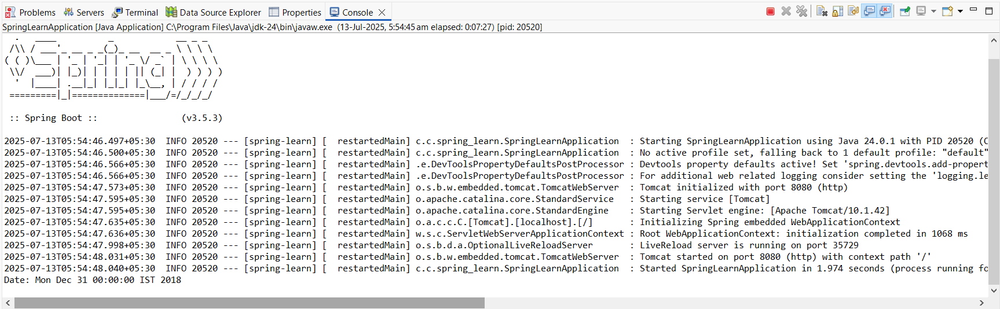 Problems Servers Terminal Data Source Explorer Properties Console
SpringLearnApplication [Java Application] C:\Program Files\Java\jdk-24\bin\javaw.exe (13-Jul-2025, 5:54:45 am elapsed: 0:07:27) [pid: 20520]
  .   ____          _            __ _ _
 /\\ / ___'_ __ _ _(_)_ __  __ _ \ \ \ \
( ( )\___ | '_ | '_| | '_ \/ _` | \ \ \ \
 \\/  ___)| |_)| | | | | || (_| |  ) ) ) )
  '  |____| .__|_| |_|_| |_\__, | / / / /
 =========|_|==============|___/=/_/_/_/
 :: Spring Boot ::                (v3.5.3)
2025-07-13T05:54:46.497+05:30  INFO 20520 --- [spring-learn] [  restartedMain] c.c.spring_learn.SpringLearnApplication  : Starting SpringLearnApplication using Java 24.0.1 with PID 20520 (C
2025-07-13T05:54:46.500+05:30  INFO 20520 --- [spring-learn] [  restartedMain] c.c.spring_learn.SpringLearnApplication  : No active profile set, falling back to 1 default profile: "default"
2025-07-13T05:54:46.566+05:30  INFO 20520 --- [spring-learn] [  restartedMain] .e.DevToolsPropertyDefaultsPostProcessor : Devtools property defaults active! Set 'spring.devtools.add-propert
2025-07-13T05:54:46.566+05:30  INFO 20520 --- [spring-learn] [  restartedMain] .e.DevToolsPropertyDefaultsPostProcessor : For additional web related logging consider setting the 'logging.le
2025-07-13T05:54:47.573+05:30  INFO 20520 --- [spring-learn] [  restartedMain] o.s.b.w.embedded.tomcat.TomcatWebServer  : Tomcat initialized with port 8080 (http)
2025-07-13T05:54:47.595+05:30  INFO 20520 --- [spring-learn] [  restartedMain] o.apache.catalina.core.StandardService   : Starting service [Tomcat]
2025-07-13T05:54:47.595+05:30  INFO 20520 --- [spring-learn] [  restartedMain] o.apache.catalina.core.StandardEngine    : Starting Servlet engine: [Apache Tomcat/10.1.42]
2025-07-13T05:54:47.635+05:30  INFO 20520 --- [spring-learn] [  restartedMain] o.a.c.c.C.[Tomcat].[localhost].[/]       : Initializing Spring embedded WebApplicationContext
2025-07-13T05:54:47.636+05:30  INFO 20520 --- [spring-learn] [  restartedMain] w.s.c.ServletWebServerApplicationContext : Root WebApplicationContext: initialization completed in 1068 ms
2025-07-13T05:54:47.998+05:30  INFO 20520 --- [spring-learn] [  restartedMain] o.s.b.d.a.OptionalLiveReloadServer       : LiveReload server is running on port 35729
2025-07-13T05:54:48.031+05:30  INFO 20520 --- [spring-learn] [  restartedMain] o.s.b.w.embedded.tomcat.TomcatWebServer  : Tomcat started on port 8080 (http) with context path '/'
2025-07-13T05:54:48.040+05:30  INFO 20520 --- [spring-learn] [  restartedMain] c.c.spring_learn.SpringLearnApplication  : Started SpringLearnApplication in 1.974 seconds (process running fo
Date: Mon Dec 31 00:00:00 IST 2018